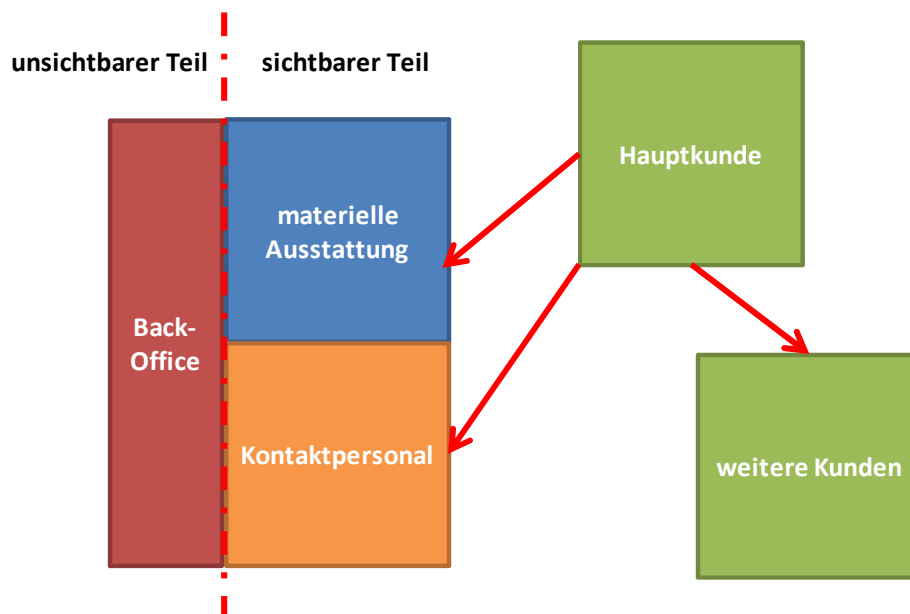 unsichtbarer Teil
sichtbarer Teil
Hauptkunde
materielle
Ausstattung
Back-
Office
Kontaktpersonal
weitere Kunden